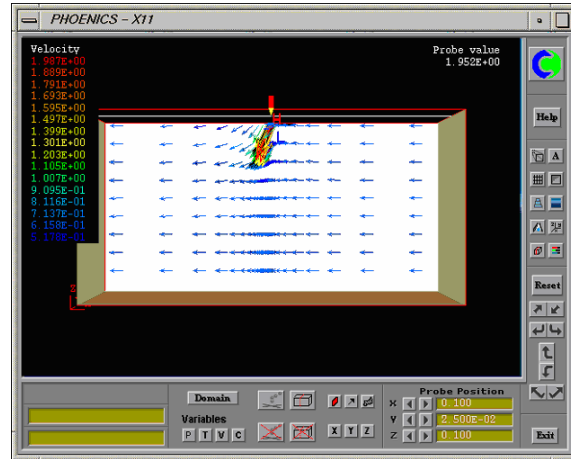 PHOENICS - X11
Velocity
1.987E+00
1.889E+00
1.791E+00
1.693E+00
1.595E+00
1.497E+00
1.399E+00
1.301E+00
1.203E+00
1.105E+00
1.007E+00
9.095E-01
8.116E-01
7.137E-01
6.158E-01
5.178E-01
Probe value
1.952E+00
Help
A
Reset
Domain
Variables
P T V C
X Y Z
Probe Position
X 0.100
Y 2.500E-02
Z 0.100
Exit